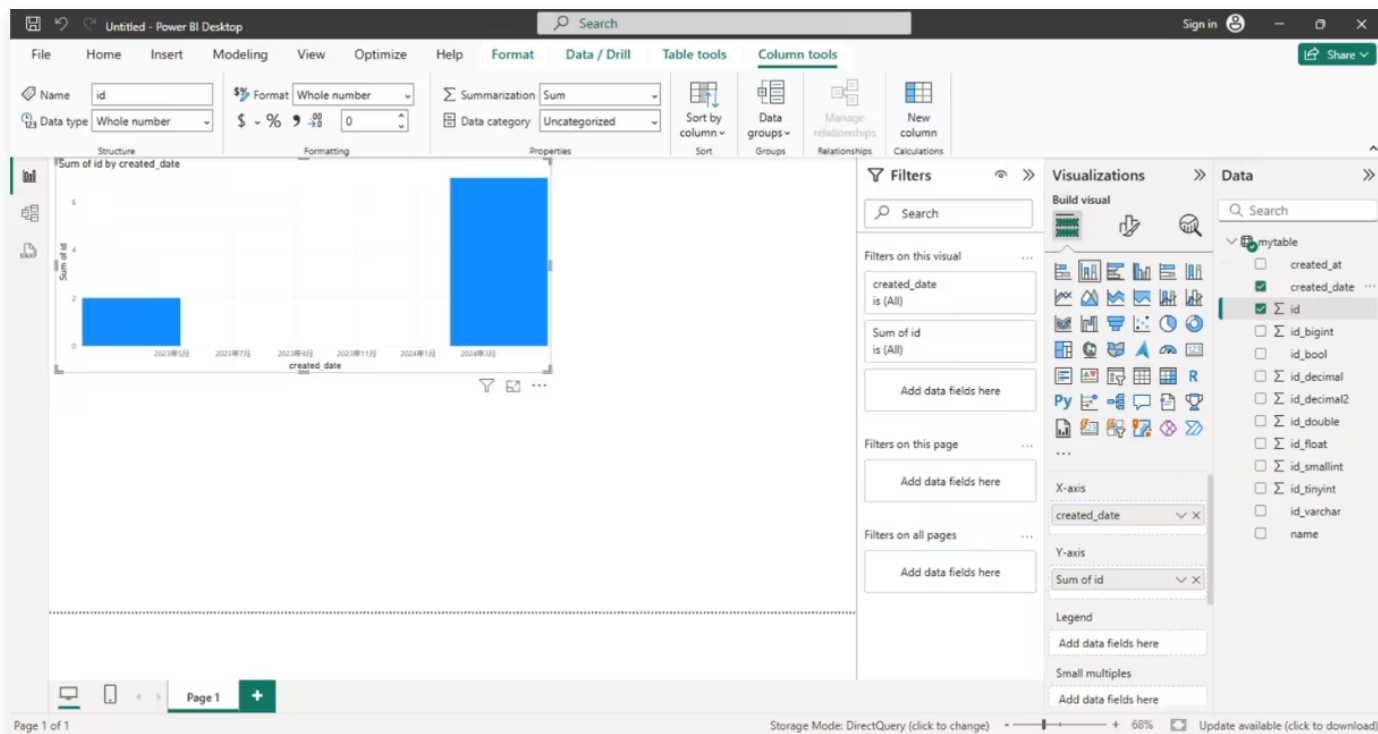 Untitled - Power BI Desktop
Search
Sign in
File Home Insert Modeling View Optimize Help Format Data / Drill Table tools Column tools
Share
Name id
Data type Whole number
Structure
$% Format Whole number
$ % 0
Formatting
Summarization Sum
Data category Uncategorized
Properties
Sort by
column
Sort
Data
groups
Groups
Manage
relationships
Relationships
New
column
Calculations
Sum of id by created_date
Sum of id
6
4
2
0
2023年5月 2023年7月 2023年9月 2023年11月 2024年1月 2024年3月
created_date
Filters
Search
Filters on this visual
created_date
is (All)
Sum of id
is (All)
Add data fields here
Filters on this page
Add data fields here
Filters on all pages
Add data fields here
Visualizations
Build visual
R
Py
X-axis
created_date
Y-axis
Sum of id
Legend
Add data fields here
Small multiples
Add data fields here
Data
Search
mytable
created_at
created_date
id
id_bigint
id_bool
id_decimal
id_decimal2
id_double
id_float
id_smallint
id_tinyint
id_varchar
name
Page 1
Page 1 of 1
Storage Mode: DirectQuery (click to change)
68%
Update available (click to download)